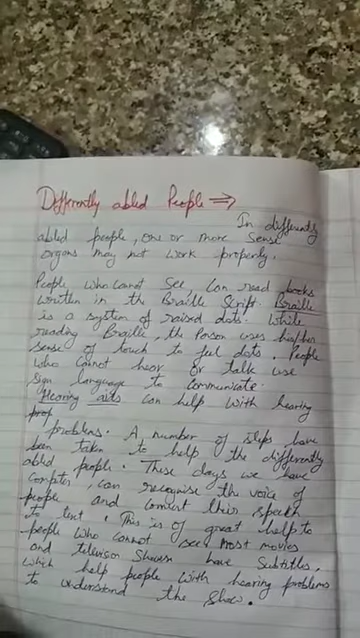 Differently abled People ⇒
In differently
abled people, one or more sense
organs may not work properly.
People who cannot see, can read books
written in the Braille Script. Braille
is a system of raised dots. While
reading Braille, the Person uses his/her
sense of touch to feel dots. People
who cannot hear or talk use
sign language to communicate.
Hearing aids can help with hearing
prop
problems. A number of steps have
been taken to help the differently
abled people. These days we have
computer, can recognise the voice of
people and convert their speech
to text. This is of great help to
people who cannot see. Most movies
and television Shows have Subtitles,
which help people with hearing problems
to understand the show.